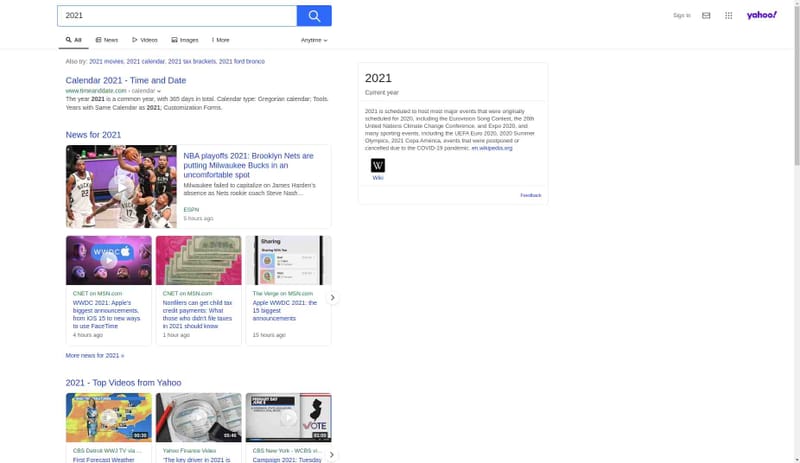 2021
Sign in
yahoo!
All
News
Videos
Images
More
Anytime
Also try: 2021 movies, 2021 calendar, 2021 tax brackets, 2021 ford bronco
Calendar 2021 - Time and Date
www.timeanddate.com › calendar
The year 2021 is a common year, with 365 days in total. Calendar type: Gregorian calendar; Tools.
Years with Same Calendar as 2021; Customization Forms.
News for 2021
NBA playoffs 2021: Brooklyn Nets are
putting Milwaukee Bucks in an
uncomfortable spot
Milwaukee failed to capitalize on James Harden's
absence as Nets rookie coach Steve Nash…
ESPN
5 hours ago
WWDC
CNET on MSN.com
WWDC 2021: Apple's
biggest announcements,
from iOS 15 to new ways
to use FaceTime
4 hours ago
CNET on MSN.com
Nonfilers can get child tax
credit payments: What
those who didn't file taxes
in 2021 should know
1 hour ago
Sharing
The Verge on MSN.com
Apple WWDC 2021: the
15 biggest
announcements
15 hours ago
More news for 2021 »
2021 - Top Videos from Yahoo
00:30
CBS Detroit WWJ TV via ...
First Forecast Weather
05:45
Yahoo Finance Video
'The key driver in 2021 is
PRIMARY DAY
JUNE 8
VOTE
CBS New York - WCBS vi...
Campaign 2021: Tuesday
2021
Current year
2021 is scheduled to host most major events that were originally
scheduled for 2020, including the Eurovision Song Contest, the 26th
United Nations Climate Change Conference, and Expo 2020, and
many sporting events, including the UEFA Euro 2020, 2020 Summer
Olympics, 2021 Copa America, events that were postponed or
cancelled due to the COVID-19 pandemic. en.wikipedia.org
W
Wiki
Feedback